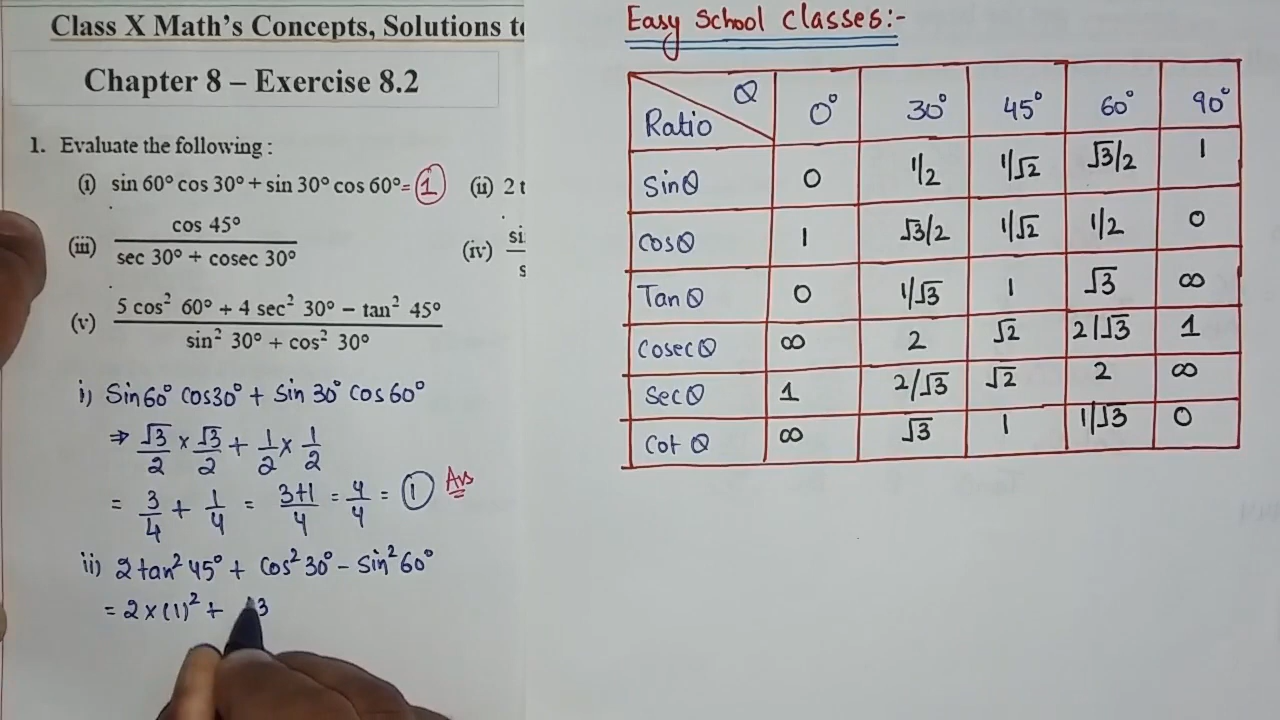 Class X Math's Concepts, Solutions to
Chapter 8 – Exercise 8.2
1. Evaluate the following :
(i) sin 60° cos 30° + sin 30° cos 60° = 1 (ii) 2 t
(iii) cos 45° / sec 30° + cosec 30°
(iv) si / s
(v) 5 cos² 60° + 4 sec² 30° − tan² 45° / sin² 30° + cos² 30°
i) Sin60° cos30° + Sin 30° cos 60°
⇒ √3/2 × √3/2 + 1/2 × 1/2
= 3/4 + 1/4 = 3+1/4 = 4/4 = 1 Ans
ii) 2tan² 45° + cos² 30° − Sin² 60°
= 2 × (1)² + 3
Easy School Classes:-
Ratio θ 0° 30° 45° 60° 90°
Sinθ 0 1/2 1/√2 √3/2 1
cosθ 1 √3/2 1/√2 1/2 0
Tanθ 0 1/√3 1 √3 ∞
Cosecθ ∞ 2 √2 2/√3 1
Secθ 1 2/√3 √2 2 ∞
Cot θ ∞ √3 1 1/√3 0